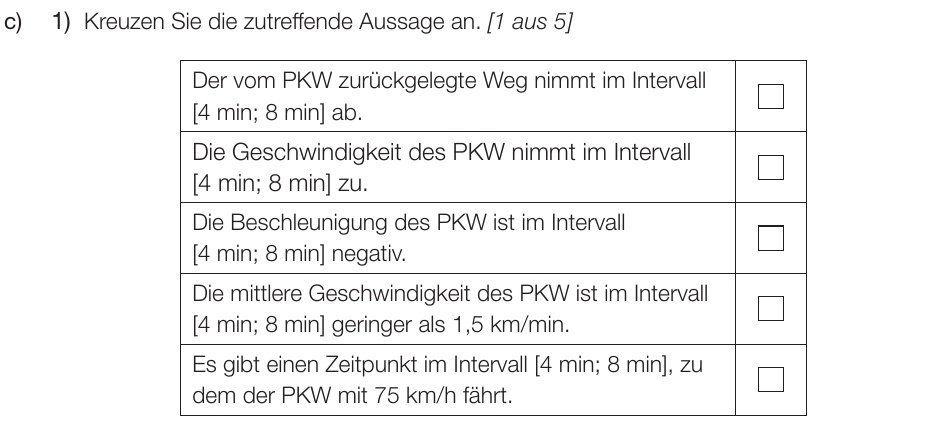 c) 1) Kreuzen Sie die zutreffende Aussage an. [1 aus 5]
Der vom PKW zurückgelegte Weg nimmt im Intervall
[4 min; 8 min] ab.
Die Geschwindigkeit des PKW nimmt im Intervall
[4 min; 8 min] zu.
Die Beschleunigung des PKW ist im Intervall
[4 min; 8 min] negativ.
Die mittlere Geschwindigkeit des PKW ist im Intervall
[4 min; 8 min] geringer als 1,5 km/min.
Es gibt einen Zeitpunkt im Intervall [4 min; 8 min], zu
dem der PKW mit 75 km/h fährt.